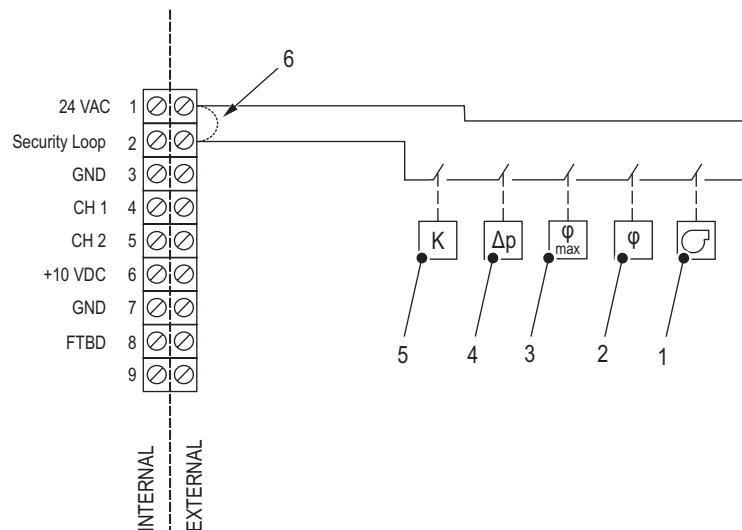 6
24 VAC 1
Security Loop 2
GND 3
CH 1 4
CH 2 5
+10 VDC 6
GND 7
FTBD 8
9
K Δp φ max φ
5 4 3 2 1
INTERNAL
EXTERNAL